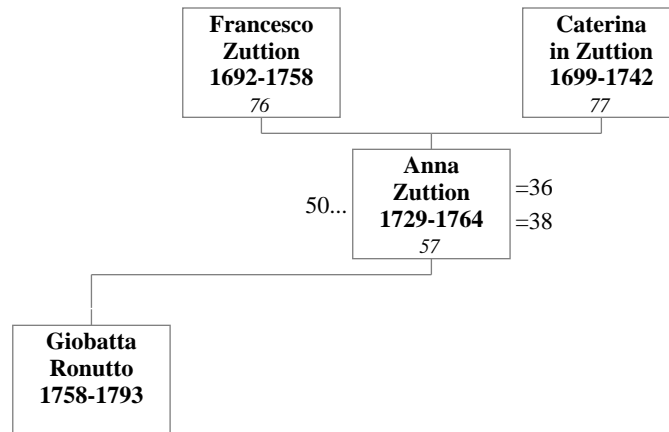 Francesco
Zuttion
1692-1758
76
Caterina
in Zuttion
1699-1742
77
50...
Anna
Zuttion
1729-1764
57
=36
=38
Giobatta
Ronutto
1758-1793